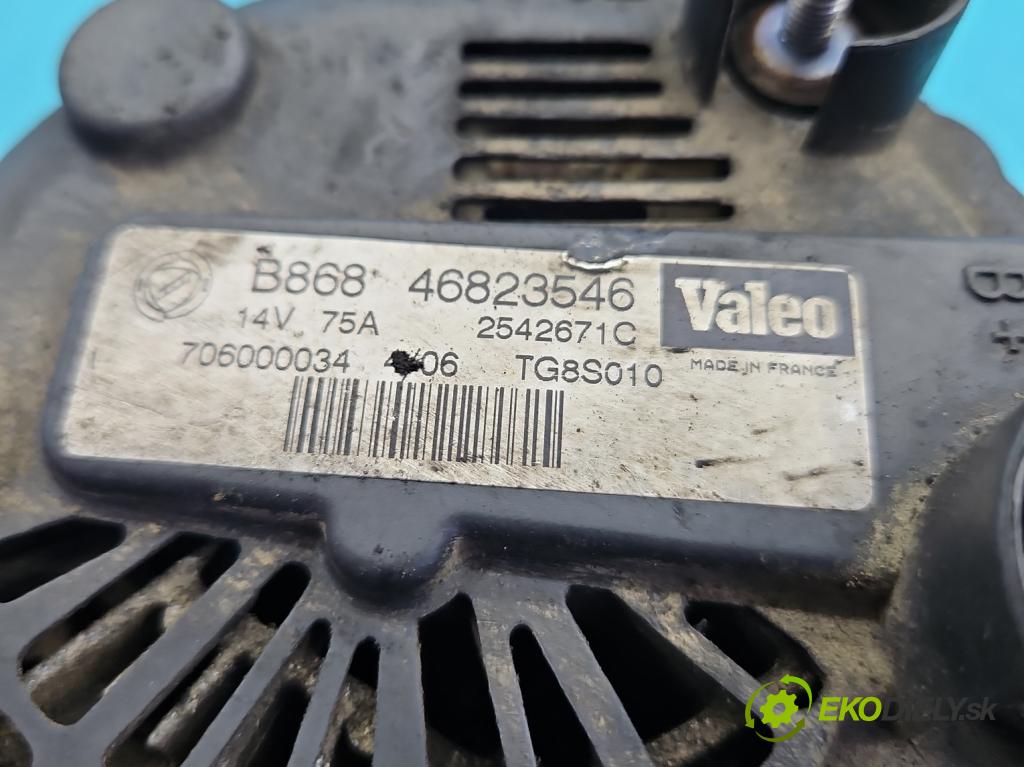 B868 46823546
14V 75A 2542671C
706000034 06 TG8S010
Valeo
MADE IN FRANCE
B+
EKODIELY.sk